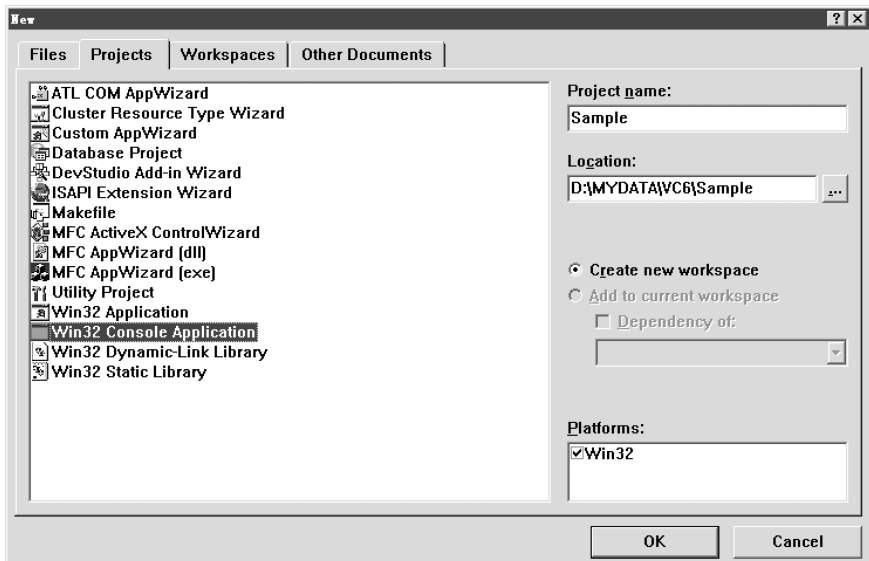 New
Files
Projects
Workspaces
Other Documents
ATL COM AppWizard
Cluster Resource Type Wizard
Custom AppWizard
Database Project
DevStudio Add-in Wizard
ISAPI Extension Wizard
Makefile
MFC ActiveX ControlWizard
MFC AppWizard (dll)
MFC AppWizard (exe)
Utility Project
Win32 Application
Win32 Console Application
Win32 Dynamic-Link Library
Win32 Static Library
Project name:
Sample
Location:
D:\MYDATA\VC6\Sample
...
Create new workspace
Add to current workspace
Dependency of:
Platforms:
Win32
OK
Cancel